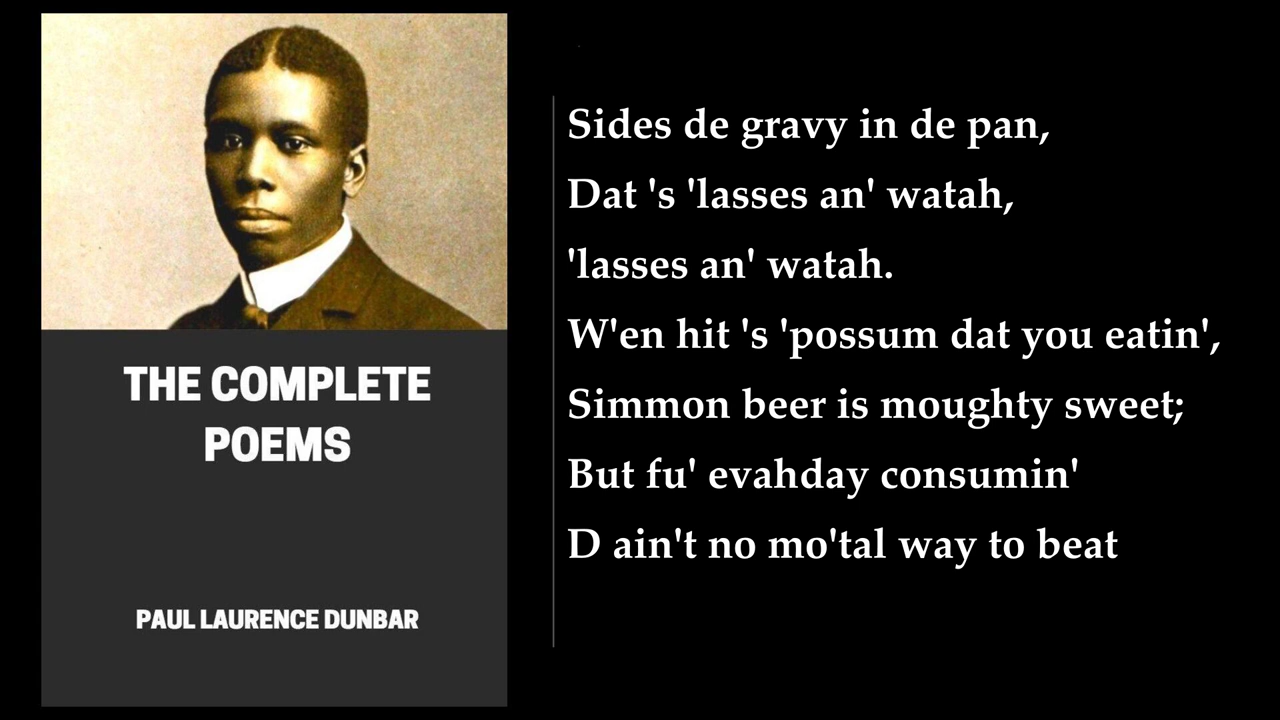 THE COMPLETE
POEMS
PAUL LAURENCE DUNBAR
Sides de gravy in de pan,
Dat 's 'lasses an' watah,
'lasses an' watah.
W'en hit 's 'possum dat you eatin',
Simmon beer is moughty sweet;
But fu' evahday consumin'
D ain't no mo'tal way to beat